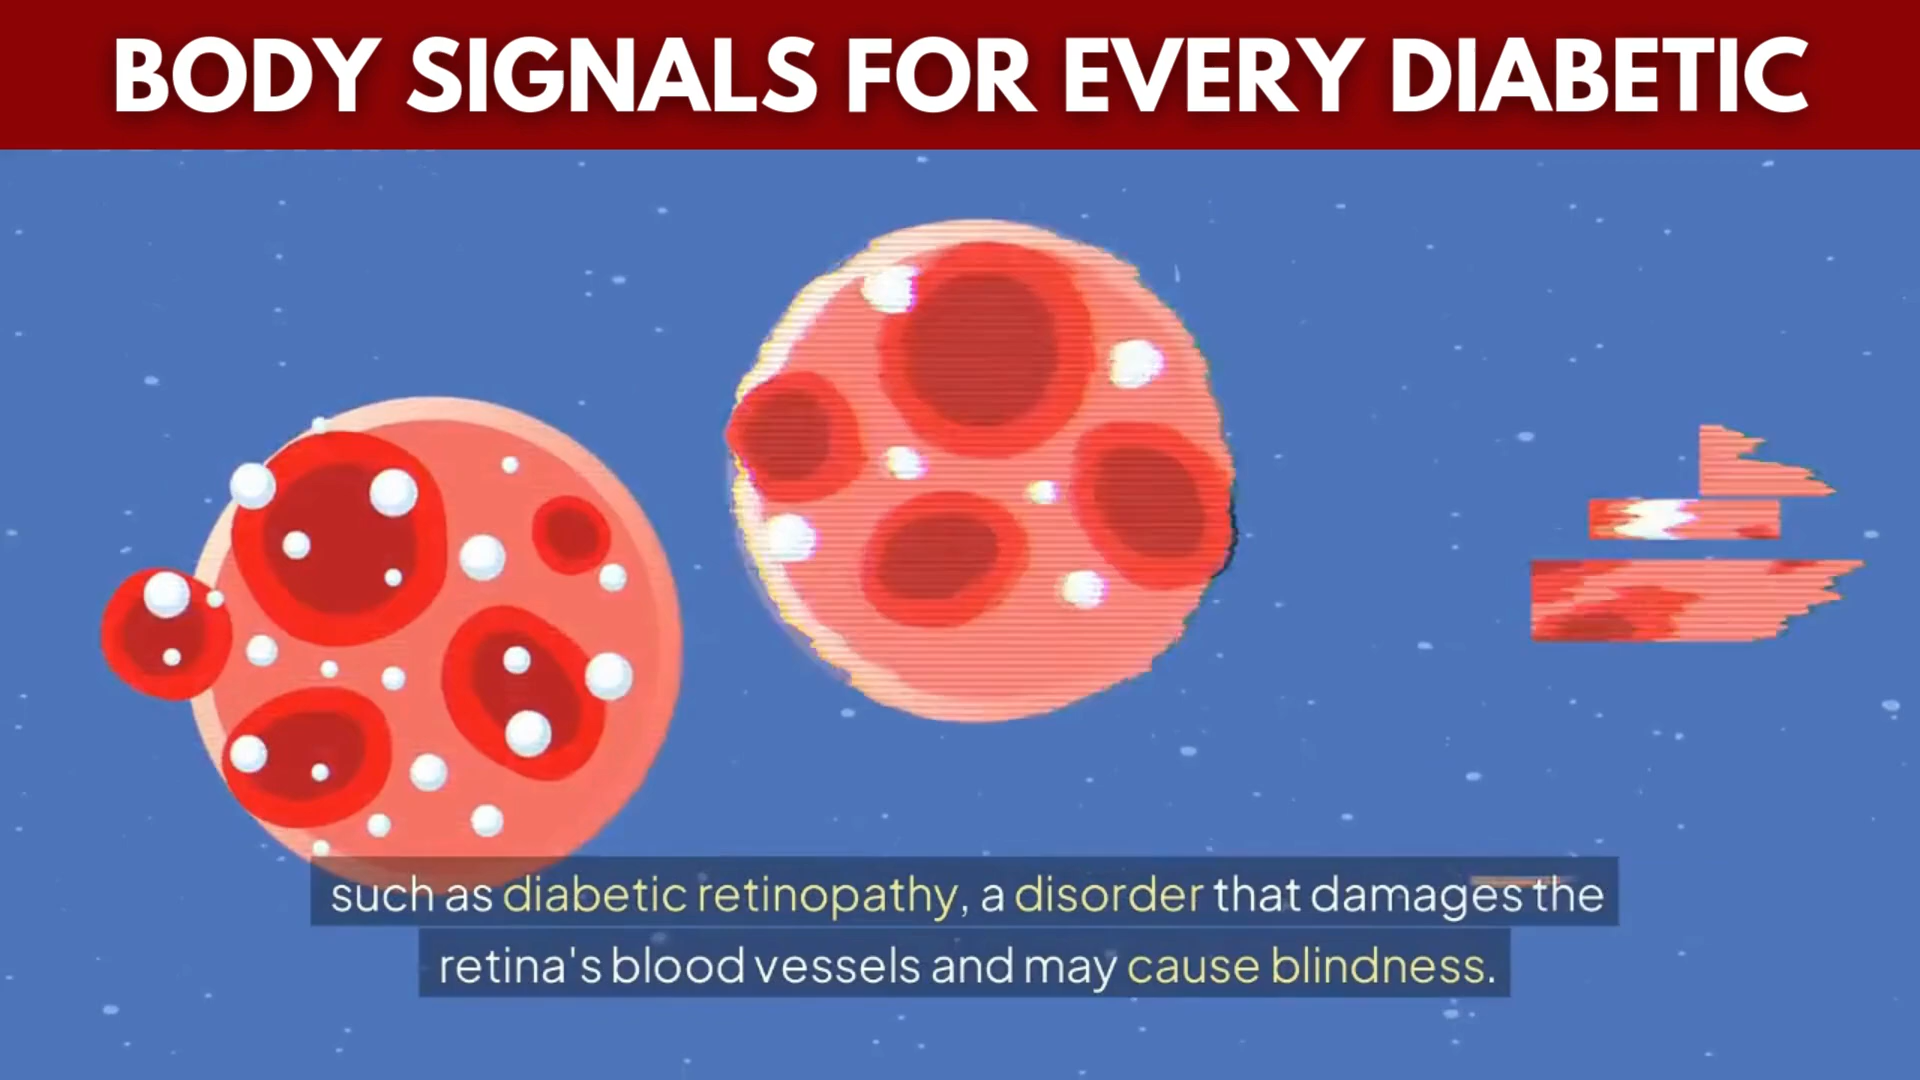 BODY SIGNALS FOR EVERY DIABETIC
such as diabetic retinopathy, a disorder that damages the
retina's blood vessels and may cause blindness.